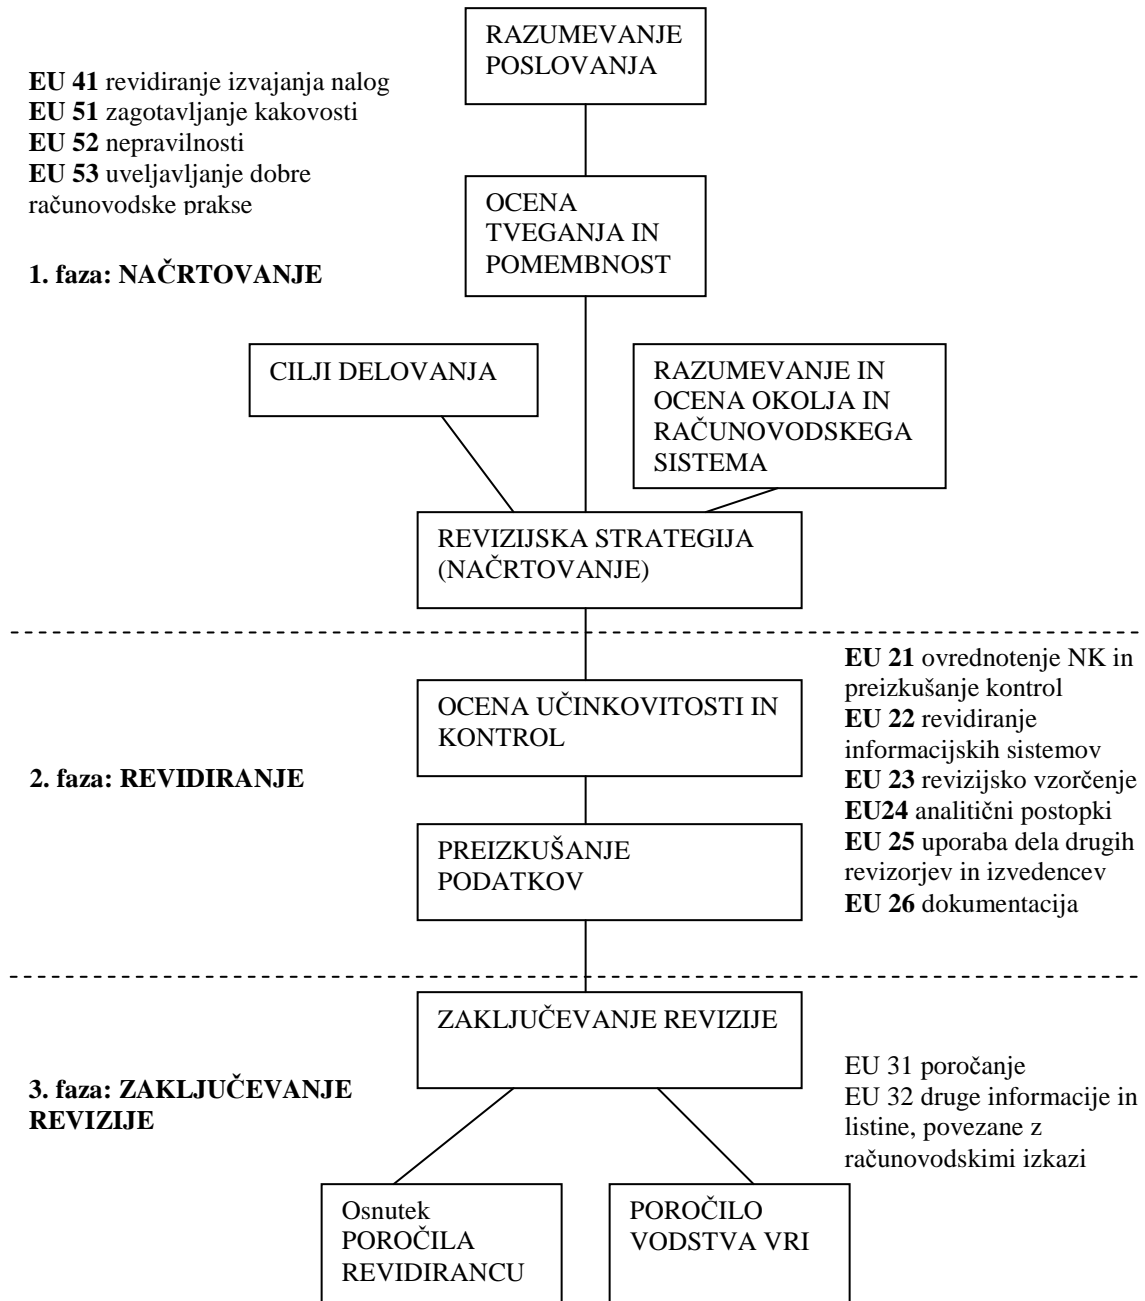 RAZUMEVANJE
POSLOVANJA
EU 41 revidiranje izvajanja nalog
EU 51 zagotavljanje kakovosti
EU 52 nepravilnosti
EU 53 uveljavljanje dobre
računovodske prakse
OCENA
TVEGANJA IN
POMEMBNOST
1. faza: NAČRTOVANJE
CILJI DELOVANJA
RAZUMEVANJE IN
OCENA OKOLJA IN
RAČUNOVODSKEGA
SISTEMA
REVIZIJSKA STRATEGIJA
(NAČRTOVANJE)
OCENA UČINKOVITOSTI IN
KONTROL
EU 21 ovrednotenje NK in
preizkušanje kontrol
EU 22 revidiranje
informacijskih sistemov
EU 23 revizijsko vzorčenje
EU24 analitični postopki
EU 25 uporaba dela drugih
revizorjev in izvedencev
EU 26 dokumentacija
2. faza: REVIDIRANJE
PREIZKUŠANJE
PODATKOV
ZAKLJUČEVANJE REVIZIJE
3. faza: ZAKLJUČEVANJE
REVIZIJE
EU 31 poročanje
EU 32 druge informacije in
listine, povezane z
računovodskimi izkazi
Osnutek
POROČILA
REVIDIRANCU
POROČILO
VODSTVA VRI